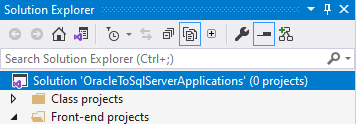 Solution Explorer
Search Solution Explorer (Ctrl+;)
Solution 'OracleToSqlServerApplications' (0 projects)
Class projects
Front-end projects